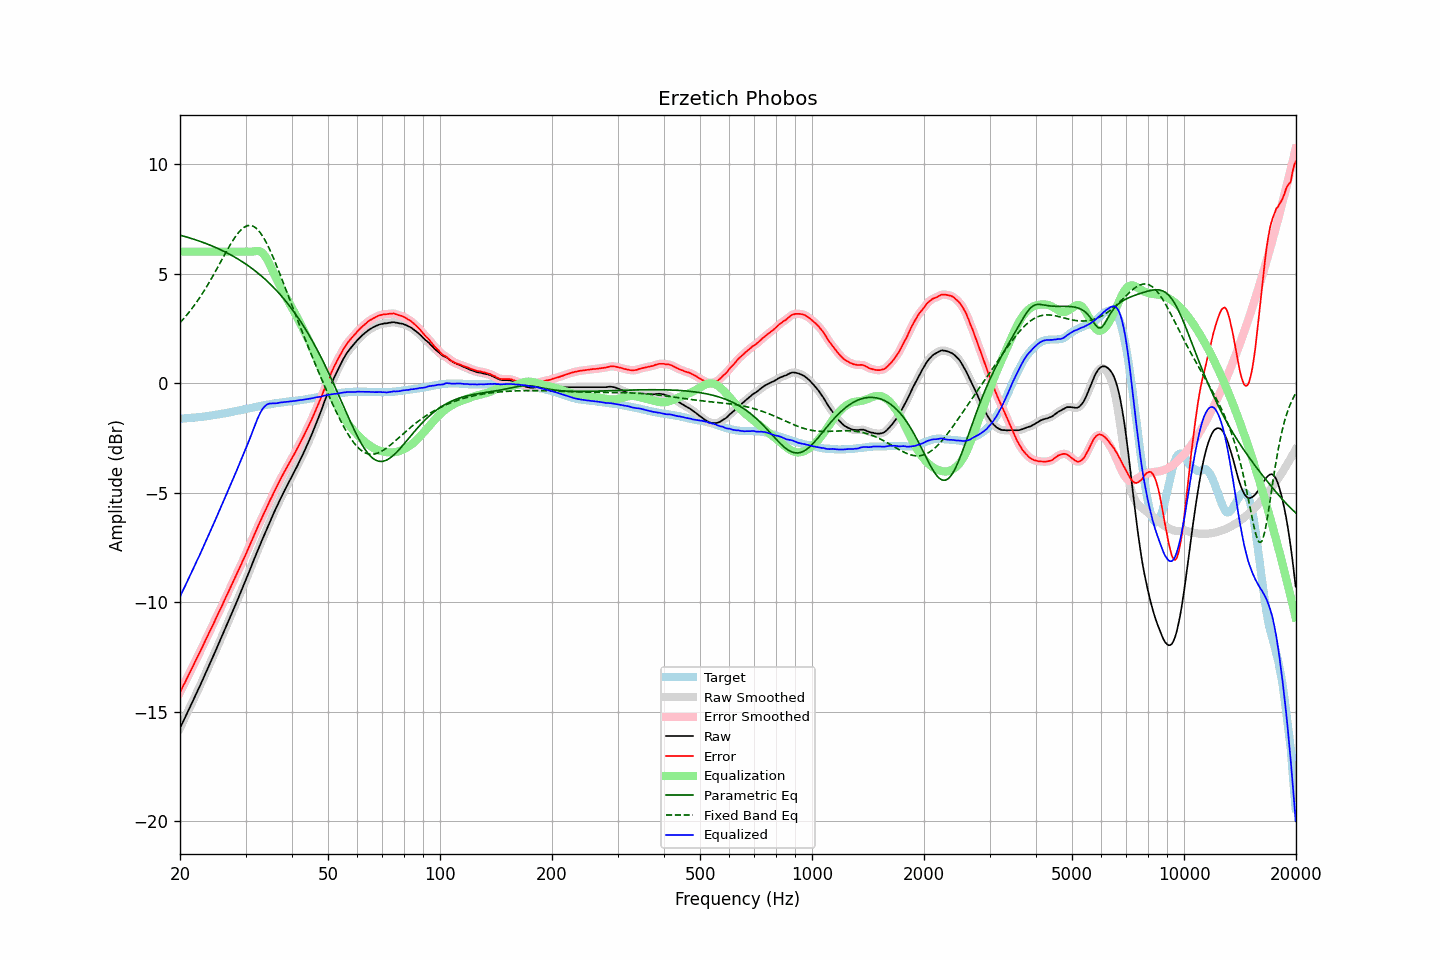 Erzetich Phobos
Amplitude (dBr)
10
5
0
−5
−10
−15
−20
Target
Raw Smoothed
Error Smoothed
Raw
Error
Equalization
Parametric Eq
Fixed Band Eq
Equalized
20 50 100 200 500 1000 2000 5000 10000 20000
Frequency (Hz)